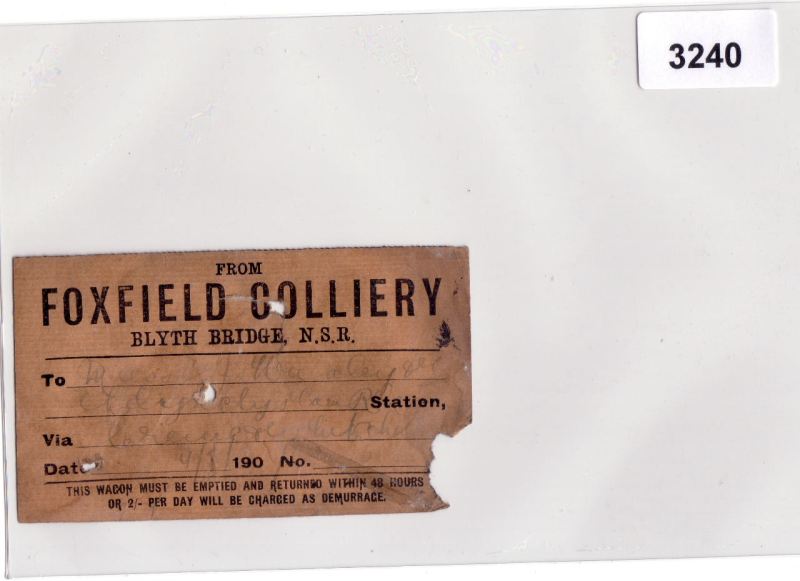 3240
FROM
FOXFIELD COLLIERY
BLYTH BRIDGE, N.S.R.
To
Station,
Via
Date 190 No.
THIS WAGON MUST BE EMPTIED AND RETURNED WITHIN 48 HOURS
OR 2/- PER DAY WILL BE CHARGED AS DEMURRAGE.